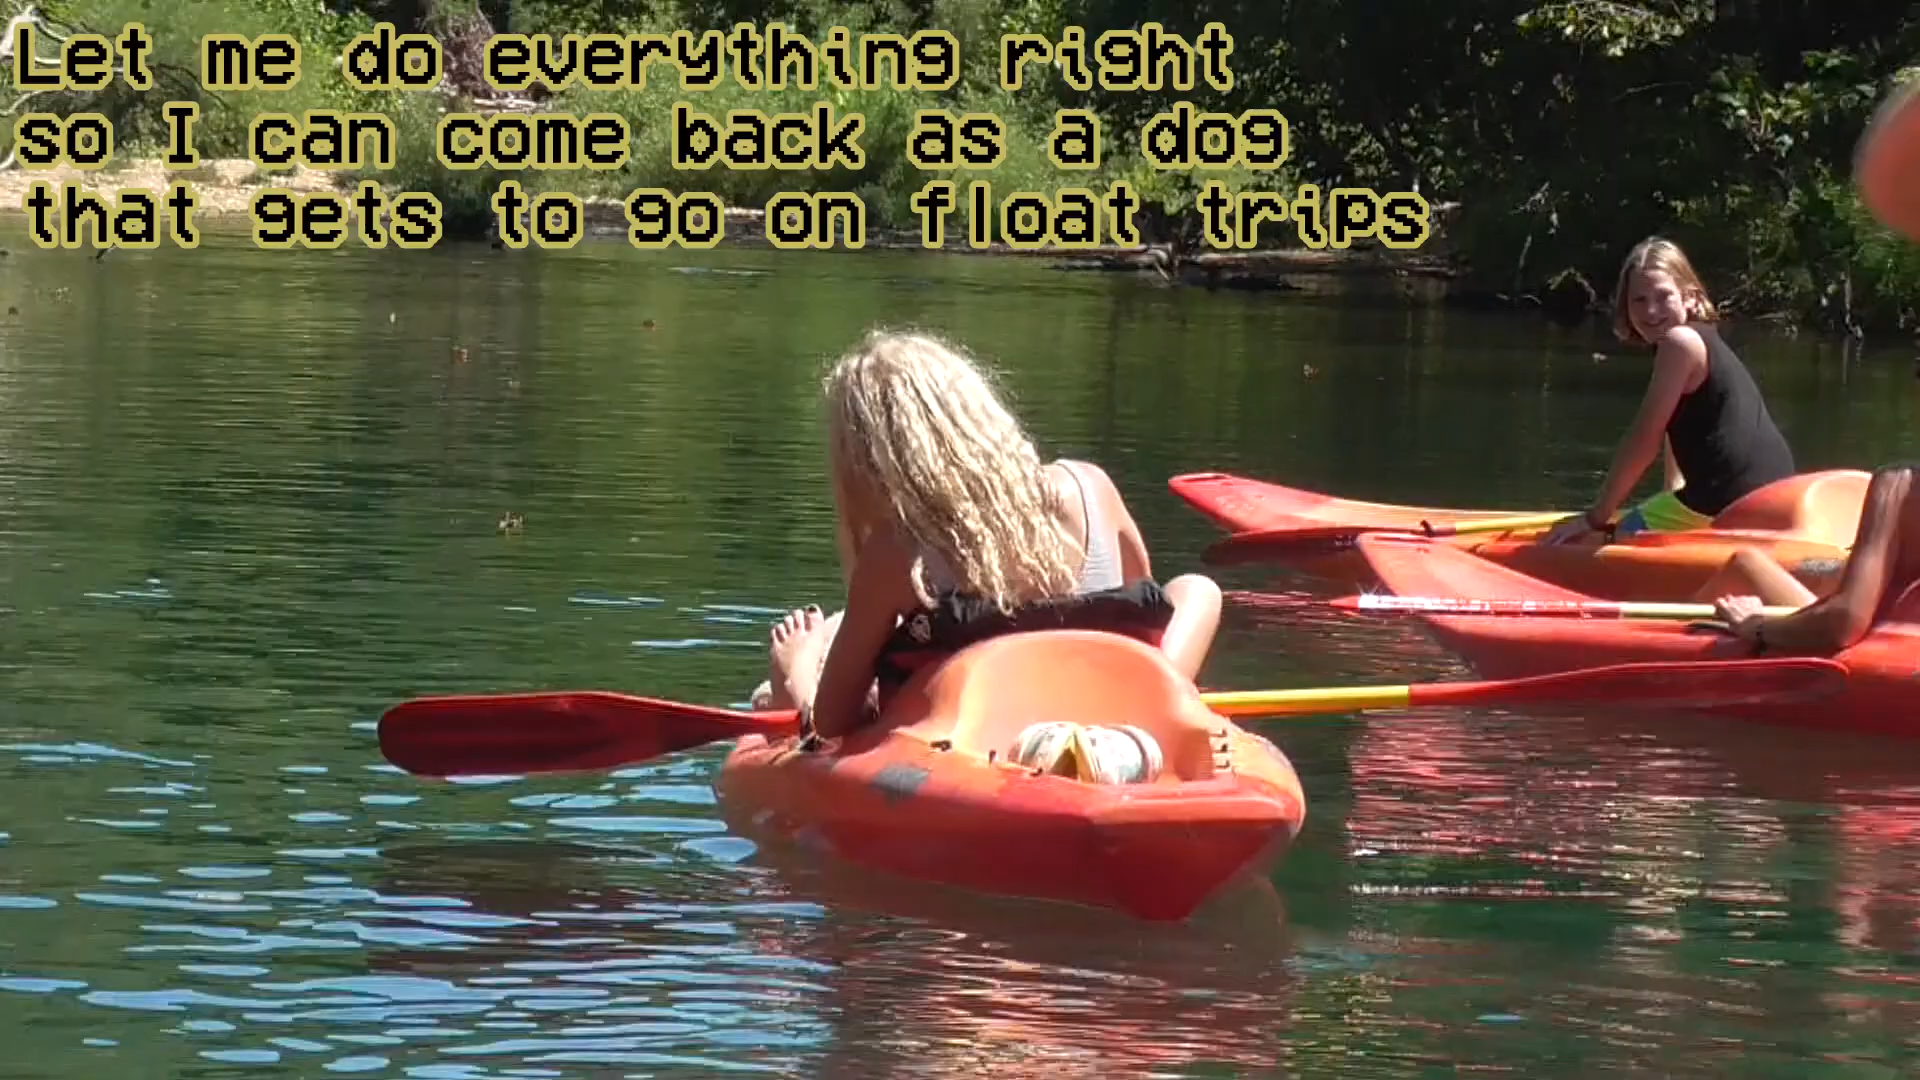 Let me do everything right
so I can come back as a dog
that gets to go on float trips